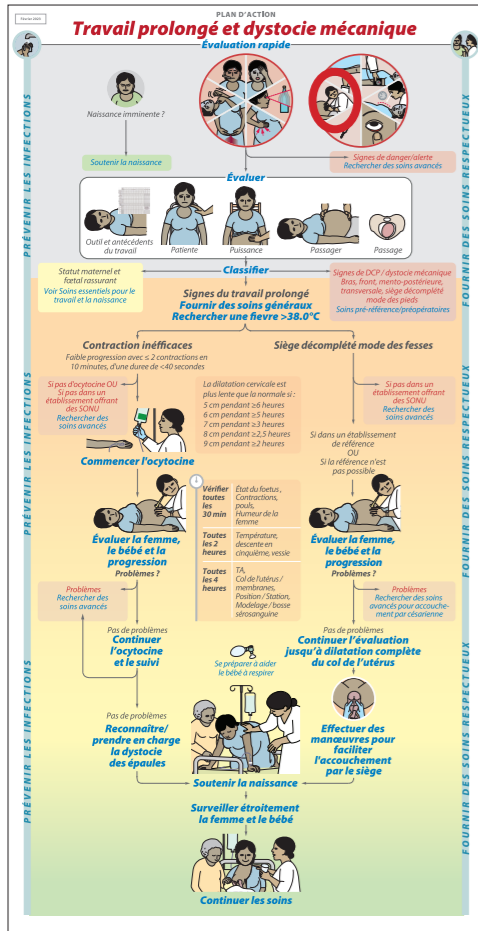 Février 2020
PLAN D'ACTION
Travail prolongé et dystocie mécanique
Évaluation rapide
Naissance imminente ?
Soutenir la naissance
Signes de danger/alerte
Rechercher des soins avancés
Évaluer
Outil et antécédents
du travail
Patiente
Puissance
Passager
Passage
Classifier
Statut maternel et
fœtal rassurant
Voir Soins essentiels pour le
travail et la naissance
Signes de DCP / dystocie mécanique
Bras, front, mento-postérieure,
transversale, siège décomplété
mode des pieds
Soins pré-référence/préopératoires
Signes du travail prolongé
Fournir des soins généraux
Rechercher une fievre >38.0°C
Contraction inéfficaces
Faible progression avec ≤ 2 contractions en
10 minutes, d'une durée de <40 secondes
Siège décomplété mode des fesses
Si pas d'ocytocine OU
Si pas dans un
établissement offrant
des SONU
Rechercher des
soins avancés
La dilatation cervicale est
plus lente que la normale si :
5 cm pendant ≥6 heures
6 cm pendant ≥5 heures
7 cm pendant ≥3 heures
8 cm pendant ≥2,5 heures
9 cm pendant ≥2 heures
Si pas dans un
établissement
offrant des SONU
Rechercher des
soins avancés
Commencer l'ocytocine
Si dans un établissement
de référence
OU
Si la référence n'est
pas possible
Vérifier
toutes
les
30 min
État du foetus ,
Contractions,
pouls,
Humeur de la
femme
Toutes
les 2
heures
Température,
descente en
cinquième, vessie
Toutes
les 4
heures
TA,
Col de l'utérus /
membranes,
Position / Station,
Modelage / bosse
sérosanguine
Évaluer la femme,
le bébé et la
progression
Problèmes ?
Évaluer la femme,
le bébé et la
progression
Problèmes ?
Problèmes
Rechercher des
soins avancés
Problèmes
Rechercher des soins
avancés pour accouche-
ment par césarienne
Pas de problèmes
Continuer
l'ocytocine
et le suivi
Pas de problèmes
Continuer l'évaluation
jusqu'à dilatation complète
du col de l'utérus
Se préparer à aider
le bébé à respirer
Pas de problèmes
Reconnaître/
prendre en charge
la dystocie
des épaules
Effectuer des
manœuvres pour
faciliter
l'accouchement
par le siège
Soutenir la naissance
Surveiller étroitement
la femme et le bébé
Continuer les soins
PRÉVENIR LES INFECTIONS
PRÉVENIR LES INFECTIONS
PRÉVENIR LES INFECTIONS
FOURNIR DES SOINS RESPECTUEUX
FOURNIR DES SOINS RESPECTUEUX
FOURNIR DES SOINS RESPECTUEUX